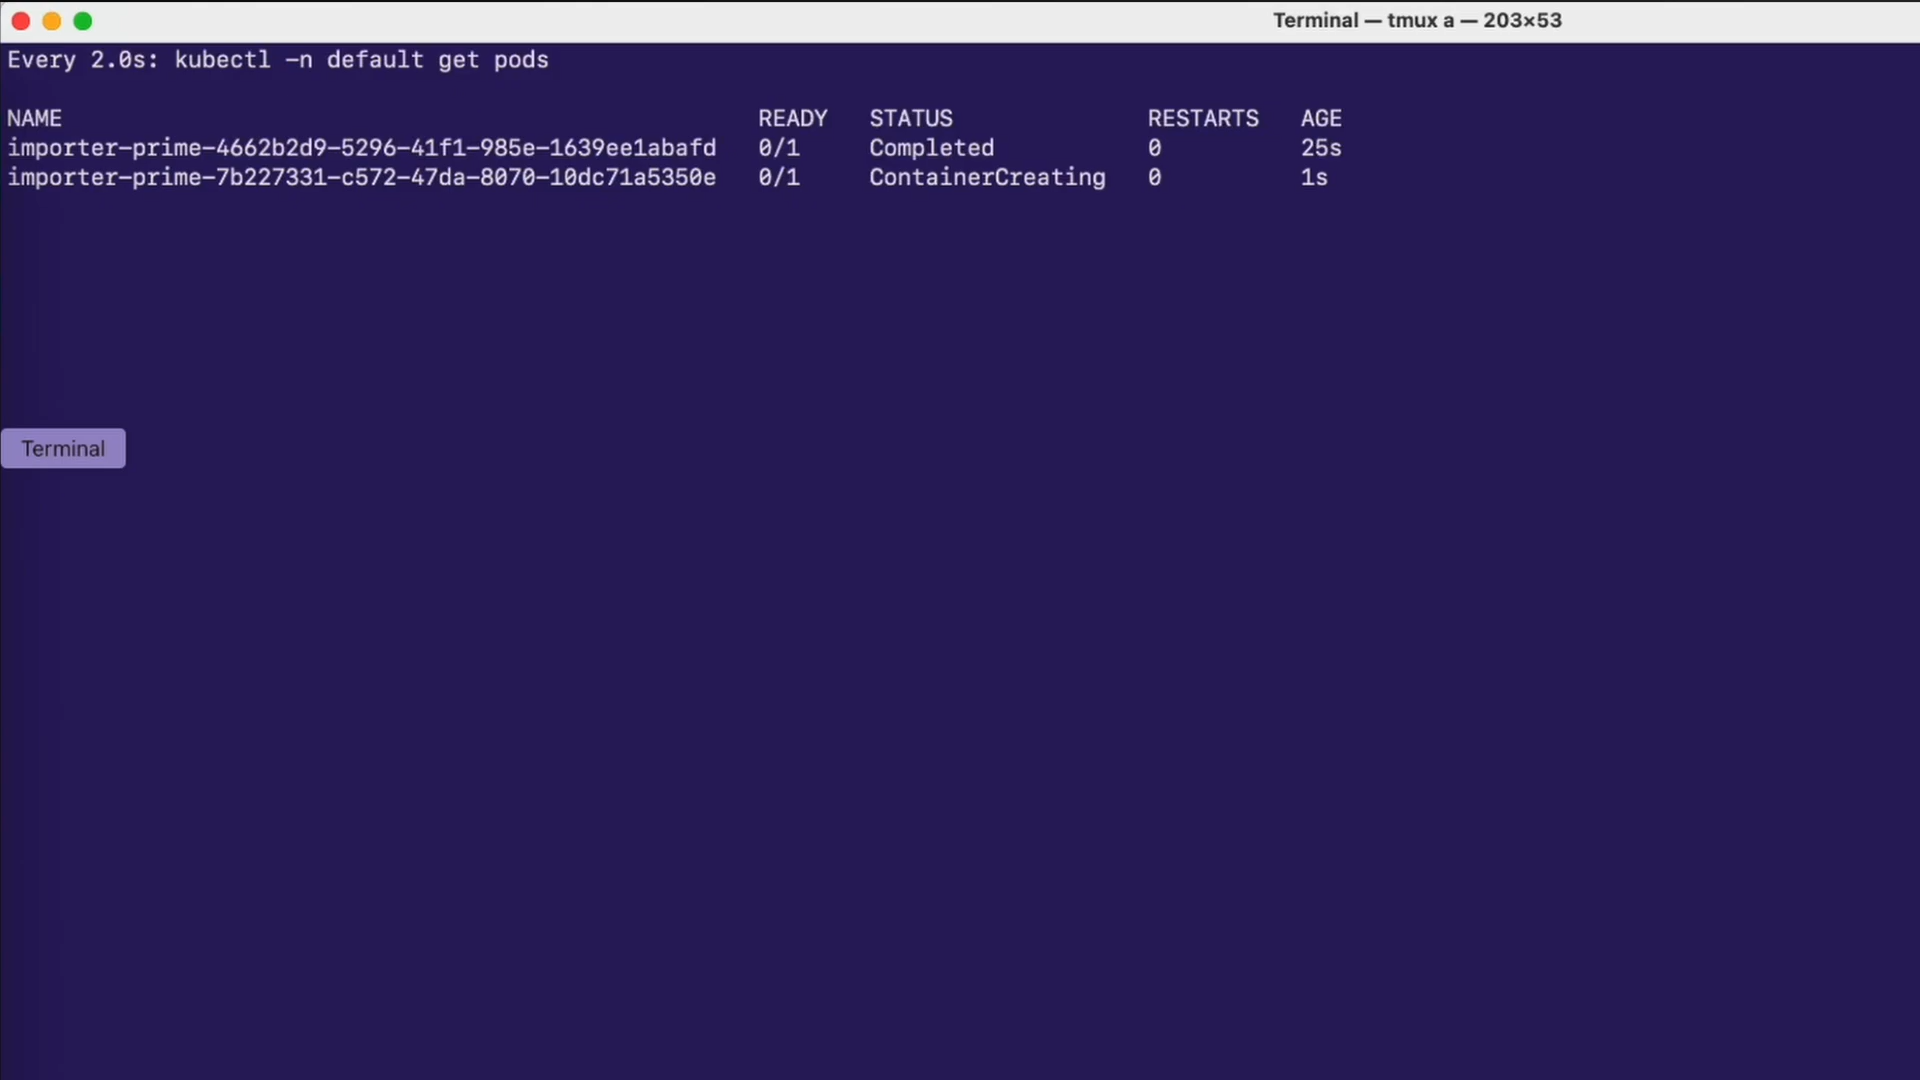 Terminal — tmux a — 203×53
Every 2.0s: kubectl -n default get pods
NAME READY STATUS RESTARTS AGE
importer-prime-4662b2d9-5296-41f1-985e-1639ee1abafd 0/1 Completed 0 25s
importer-prime-7b227331-c572-47da-8070-10dc71a5350e 0/1 ContainerCreating 0 1s
Terminal